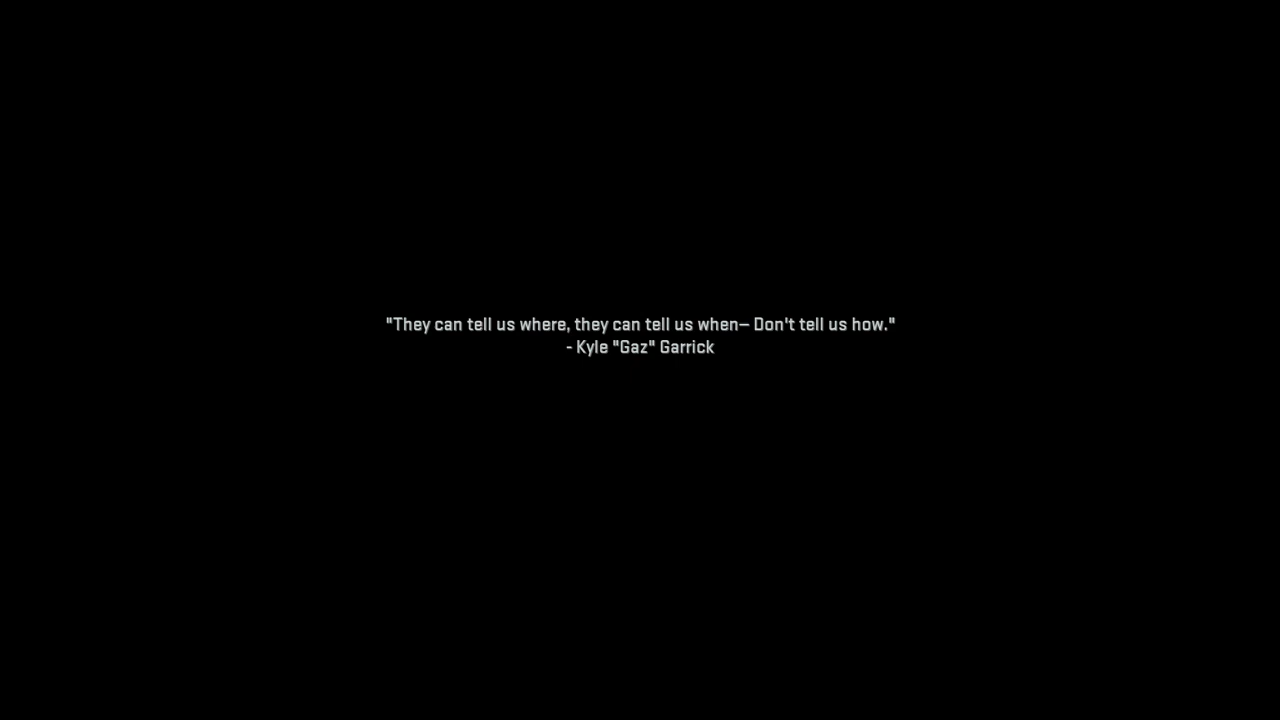 "They can tell us where, they can tell us when— Don't tell us how."
- Kyle "Gaz" Garrick